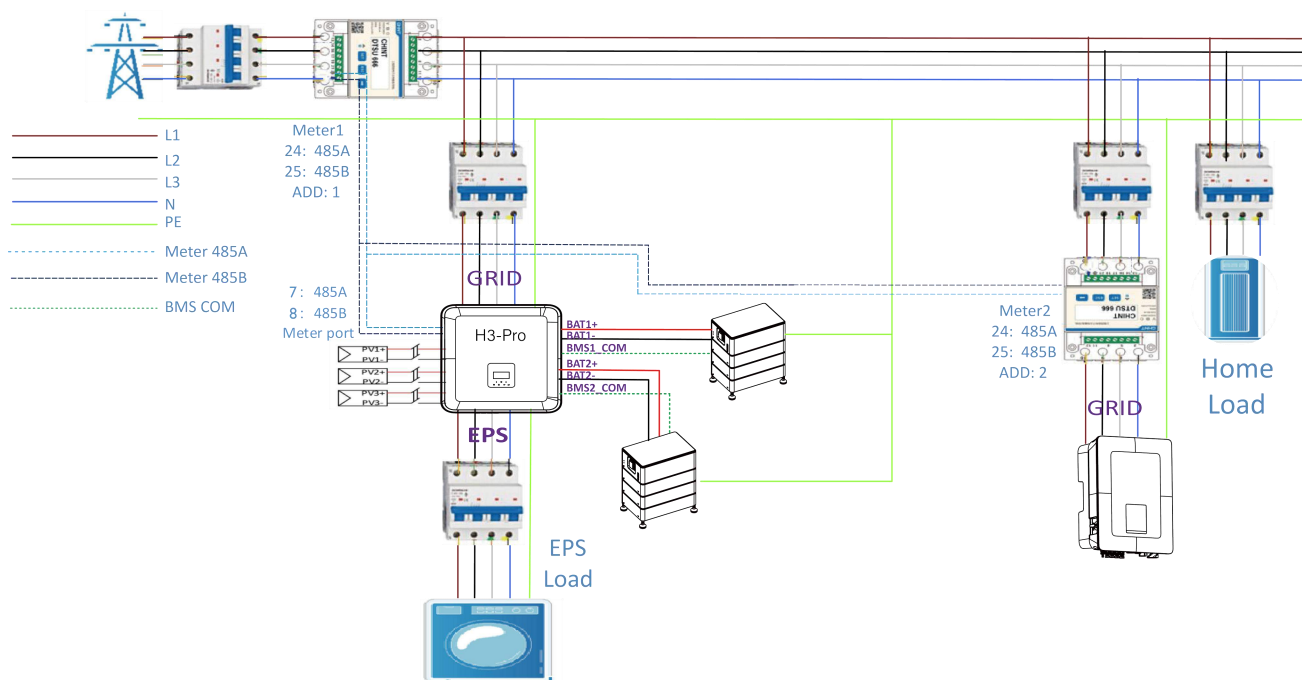 CHINT
DTSU 666
L1
L2
L3
N
PE
Meter 485A
Meter 485B
BMS COM
Meter1
24: 485A
25: 485B
ADD: 1
GRID
7: 485A
8: 485B
Meter port
H3-Pro
PV1+
PV1-
PV2+
PV2-
PV3+
PV3-
BAT1+
BAT1-
BMS1_COM
BAT2+
BAT2-
BMS2_COM
EPS
EPS
Load
Meter2
24: 485A
25: 485B
ADD: 2
CHINT
DTSU 666
GRID
Home
Load